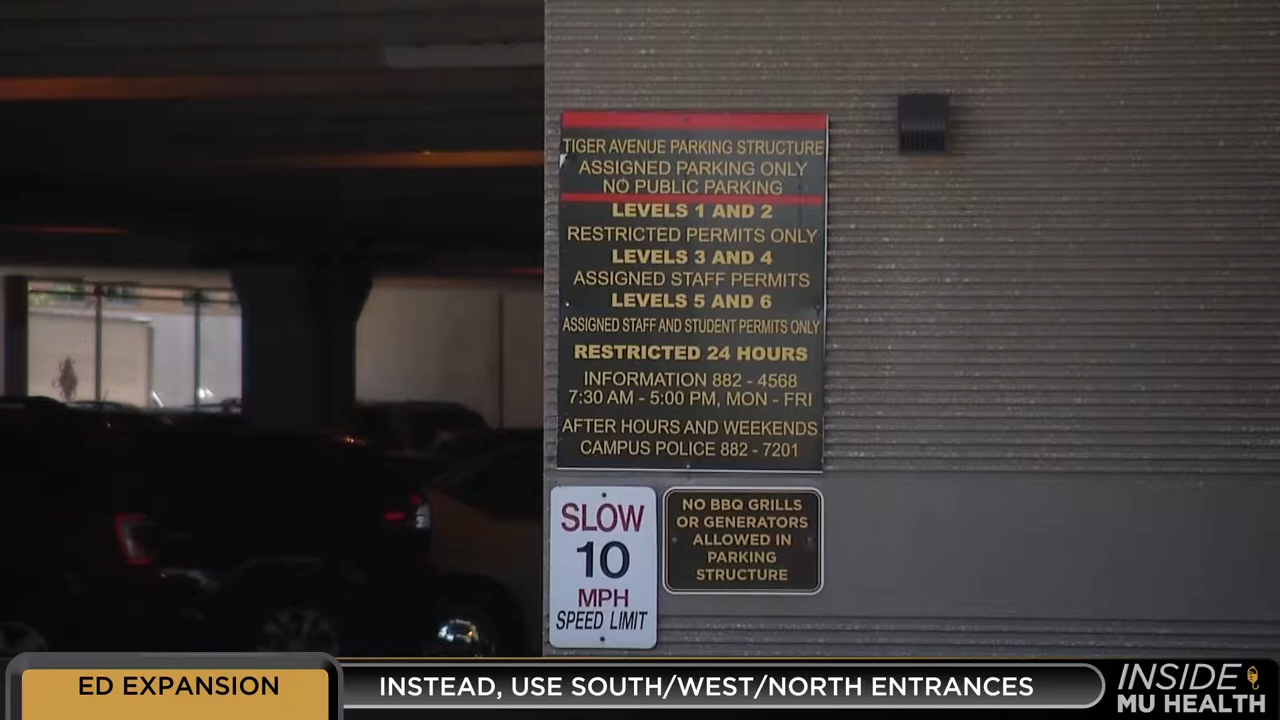 TIGER AVENUE PARKING STRUCTURE
ASSIGNED PARKING ONLY
NO PUBLIC PARKING
LEVELS 1 AND 2
RESTRICTED PERMITS ONLY
LEVELS 3 AND 4
ASSIGNED STAFF PERMITS
LEVELS 5 AND 6
ASSIGNED STAFF AND STUDENT PERMITS ONLY
RESTRICTED 24 HOURS
INFORMATION 882 - 4568
7:30 AM - 5:00 PM, MON - FRI
AFTER HOURS AND WEEKENDS
CAMPUS POLICE 882 - 7201
SLOW
10
MPH
SPEED LIMIT
NO BBQ GRILLS
OR GENERATORS
ALLOWED IN
PARKING
STRUCTURE
ED EXPANSION
INSTEAD, USE SOUTH/WEST/NORTH ENTRANCES
INSIDE
MU HEALTH